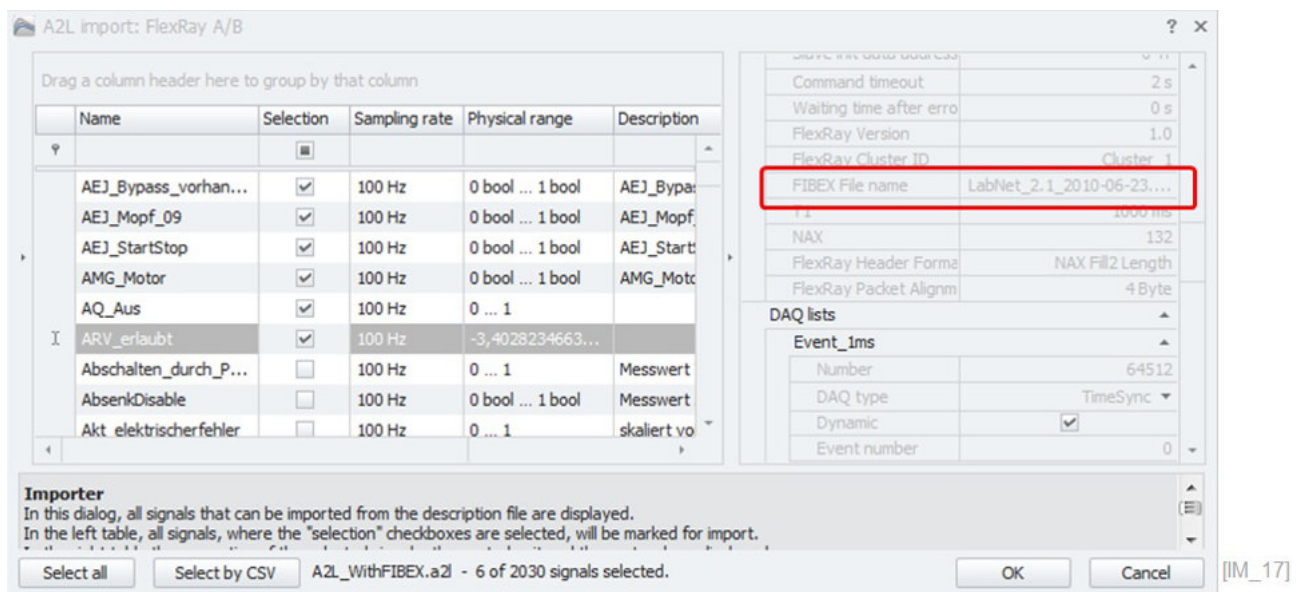 A2L import: FlexRay A/B
? ×
Drag a column header here to group by that column
Name Selection Sampling rate Physical range Description
AEJ_Bypass_vorhan... 100 Hz 0 bool ... 1 bool AEJ_Bypa
AEJ_Mopf_09 100 Hz 0 bool ... 1 bool AEJ_Mopf
AEJ_StartStop 100 Hz 0 bool ... 1 bool AEJ_Start
AMG_Motor 100 Hz 0 bool ... 1 bool AMG_Moto
AQ_Aus 100 Hz 0 ... 1
ARV_erlaubt 100 Hz -3,4028234663...
Abschalten_durch_P... 100 Hz 0 ... 1 Messwert
AbsenkDisable 100 Hz 0 bool ... 1 bool Messwert
Akt_elektrischerfehler 100 Hz 0 ... 1 skaliert vo
Command timeout 2 s
Waiting time after erro 0 s
FlexRay Version 1.0
FlexRay Cluster ID Cluster_1
FIBEX File name LabNet_2.1_2010-06-23....
T1 1000 ms
NAX 132
FlexRay Header Forma NAX Fill2 Length
FlexRay Packet Alignm 4 Byte
DAQ lists
Event_1ms
Number 64512
DAQ type TimeSync
Dynamic
Event number 0
Importer
In this dialog, all signals that can be imported from the description file are displayed.
In the left table, all signals, where the "selection" checkboxes are selected, will be marked for import.
Select all Select by CSV A2L_WithFIBEX.a2l - 6 of 2030 signals selected. OK Cancel
[IM_17]